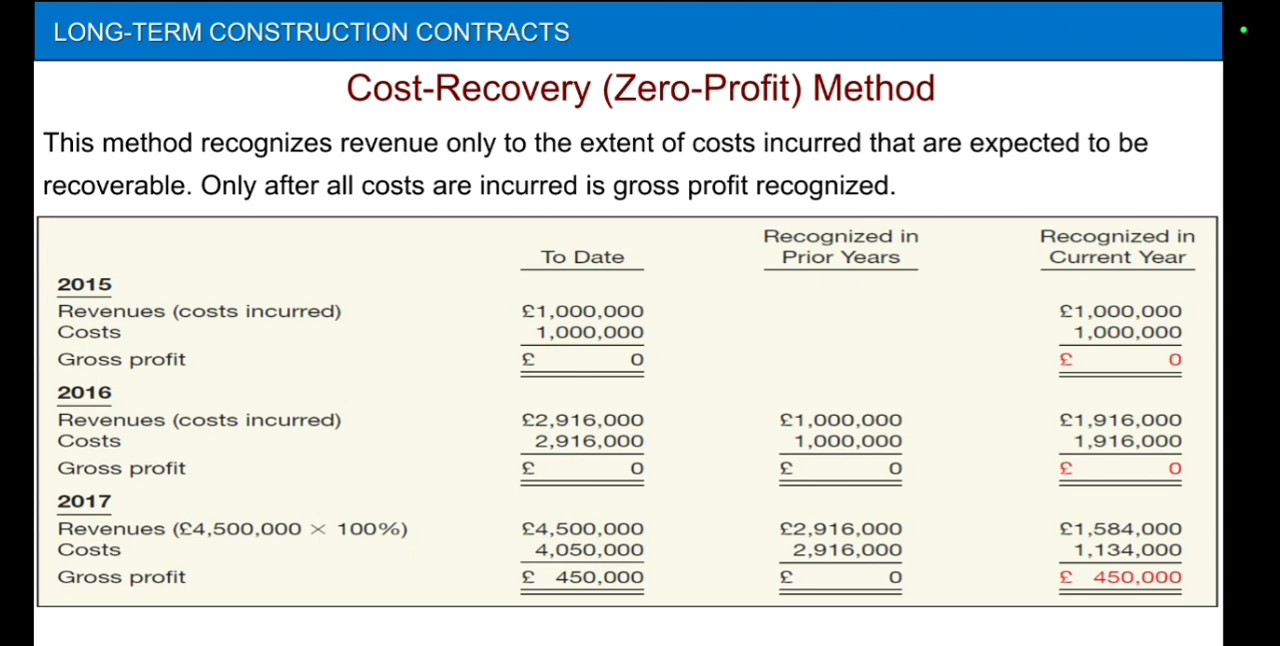 LONG-TERM CONSTRUCTION CONTRACTS
Cost-Recovery (Zero-Profit) Method
This method recognizes revenue only to the extent of costs incurred that are expected to be
recoverable. Only after all costs are incurred is gross profit recognized.
To Date Recognized in Prior Years Recognized in Current Year
2015
Revenues (costs incurred) £1,000,000 £1,000,000
Costs 1,000,000 1,000,000
Gross profit £ 0 £ 0
2016
Revenues (costs incurred) £2,916,000 £1,000,000 £1,916,000
Costs 2,916,000 1,000,000 1,916,000
Gross profit £ 0 £ 0 £ 0
2017
Revenues (£4,500,000 × 100%) £4,500,000 £2,916,000 £1,584,000
Costs 4,050,000 2,916,000 1,134,000
Gross profit £ 450,000 £ 0 £ 450,000